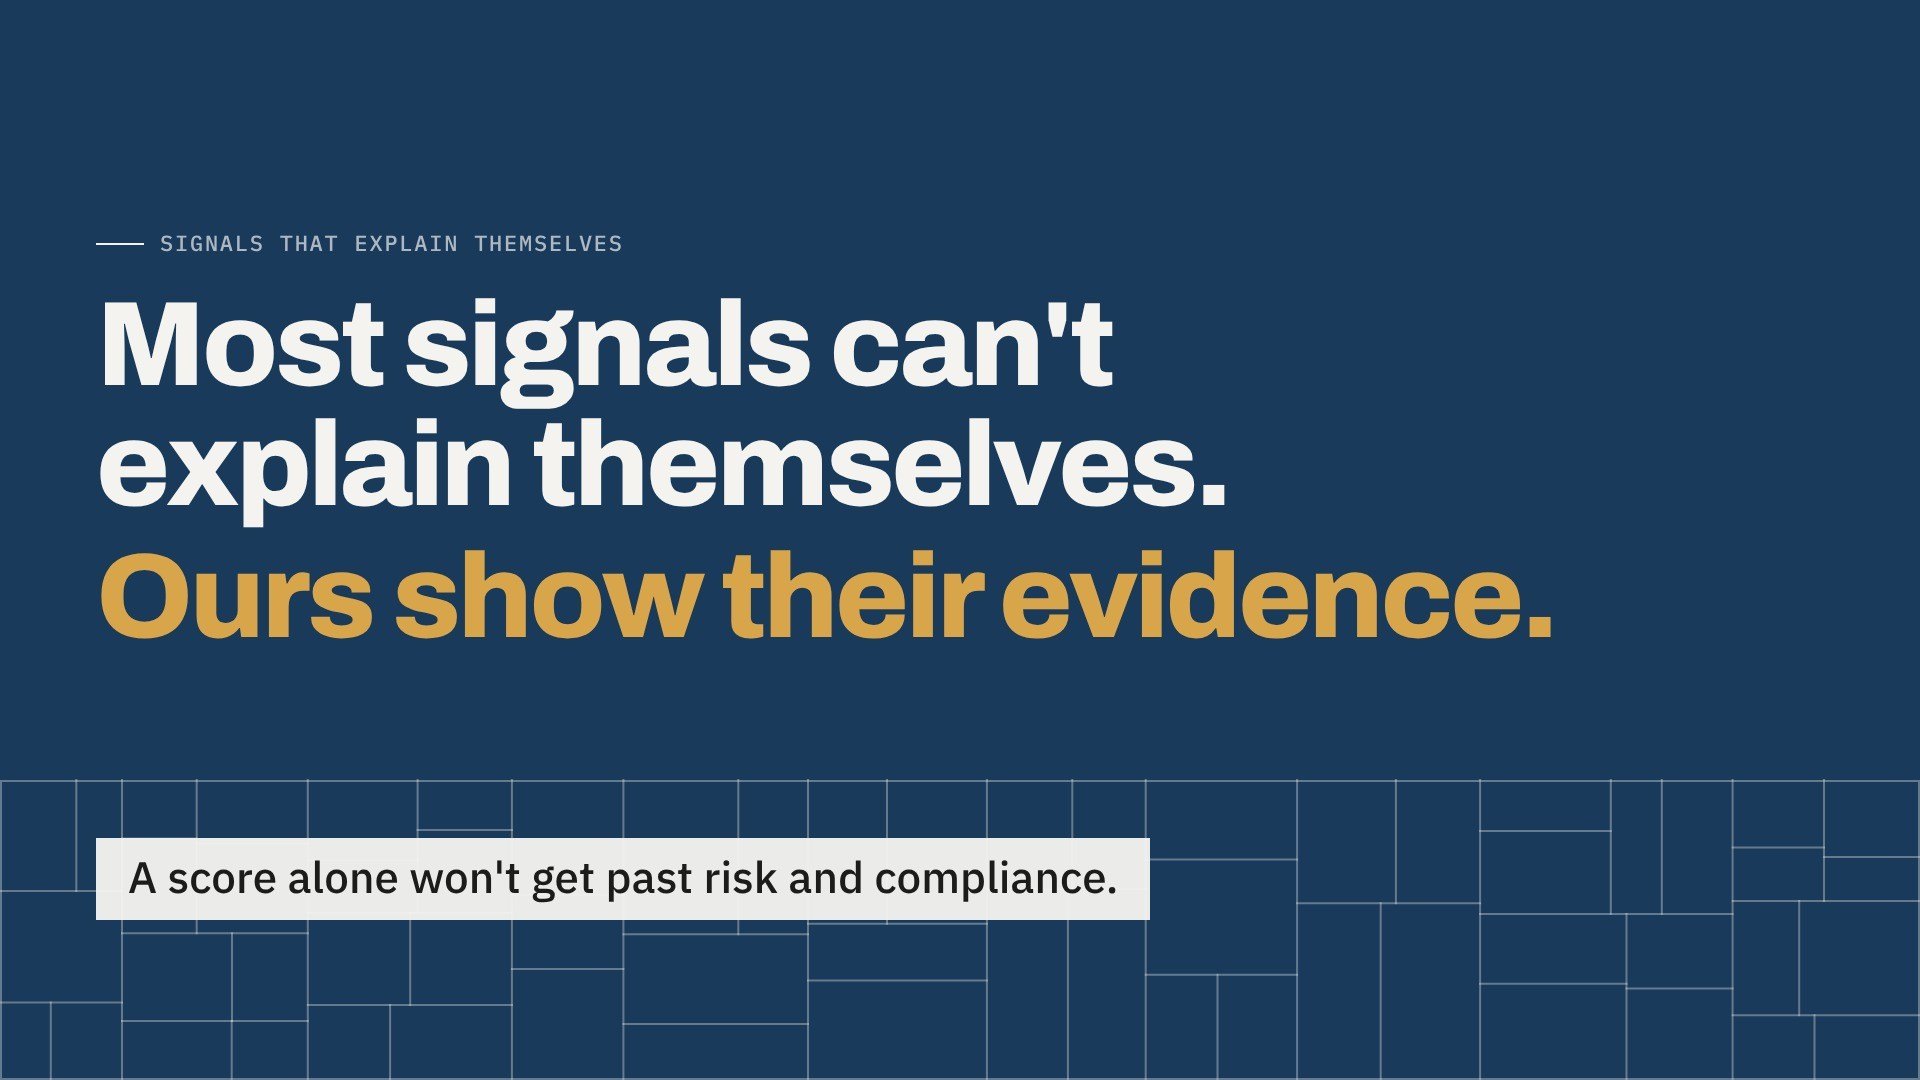 SIGNALS THAT EXPLAIN THEMSELVES
Most signals can't
explain themselves.
Ours show their evidence.
A score alone won't get past risk and compliance.